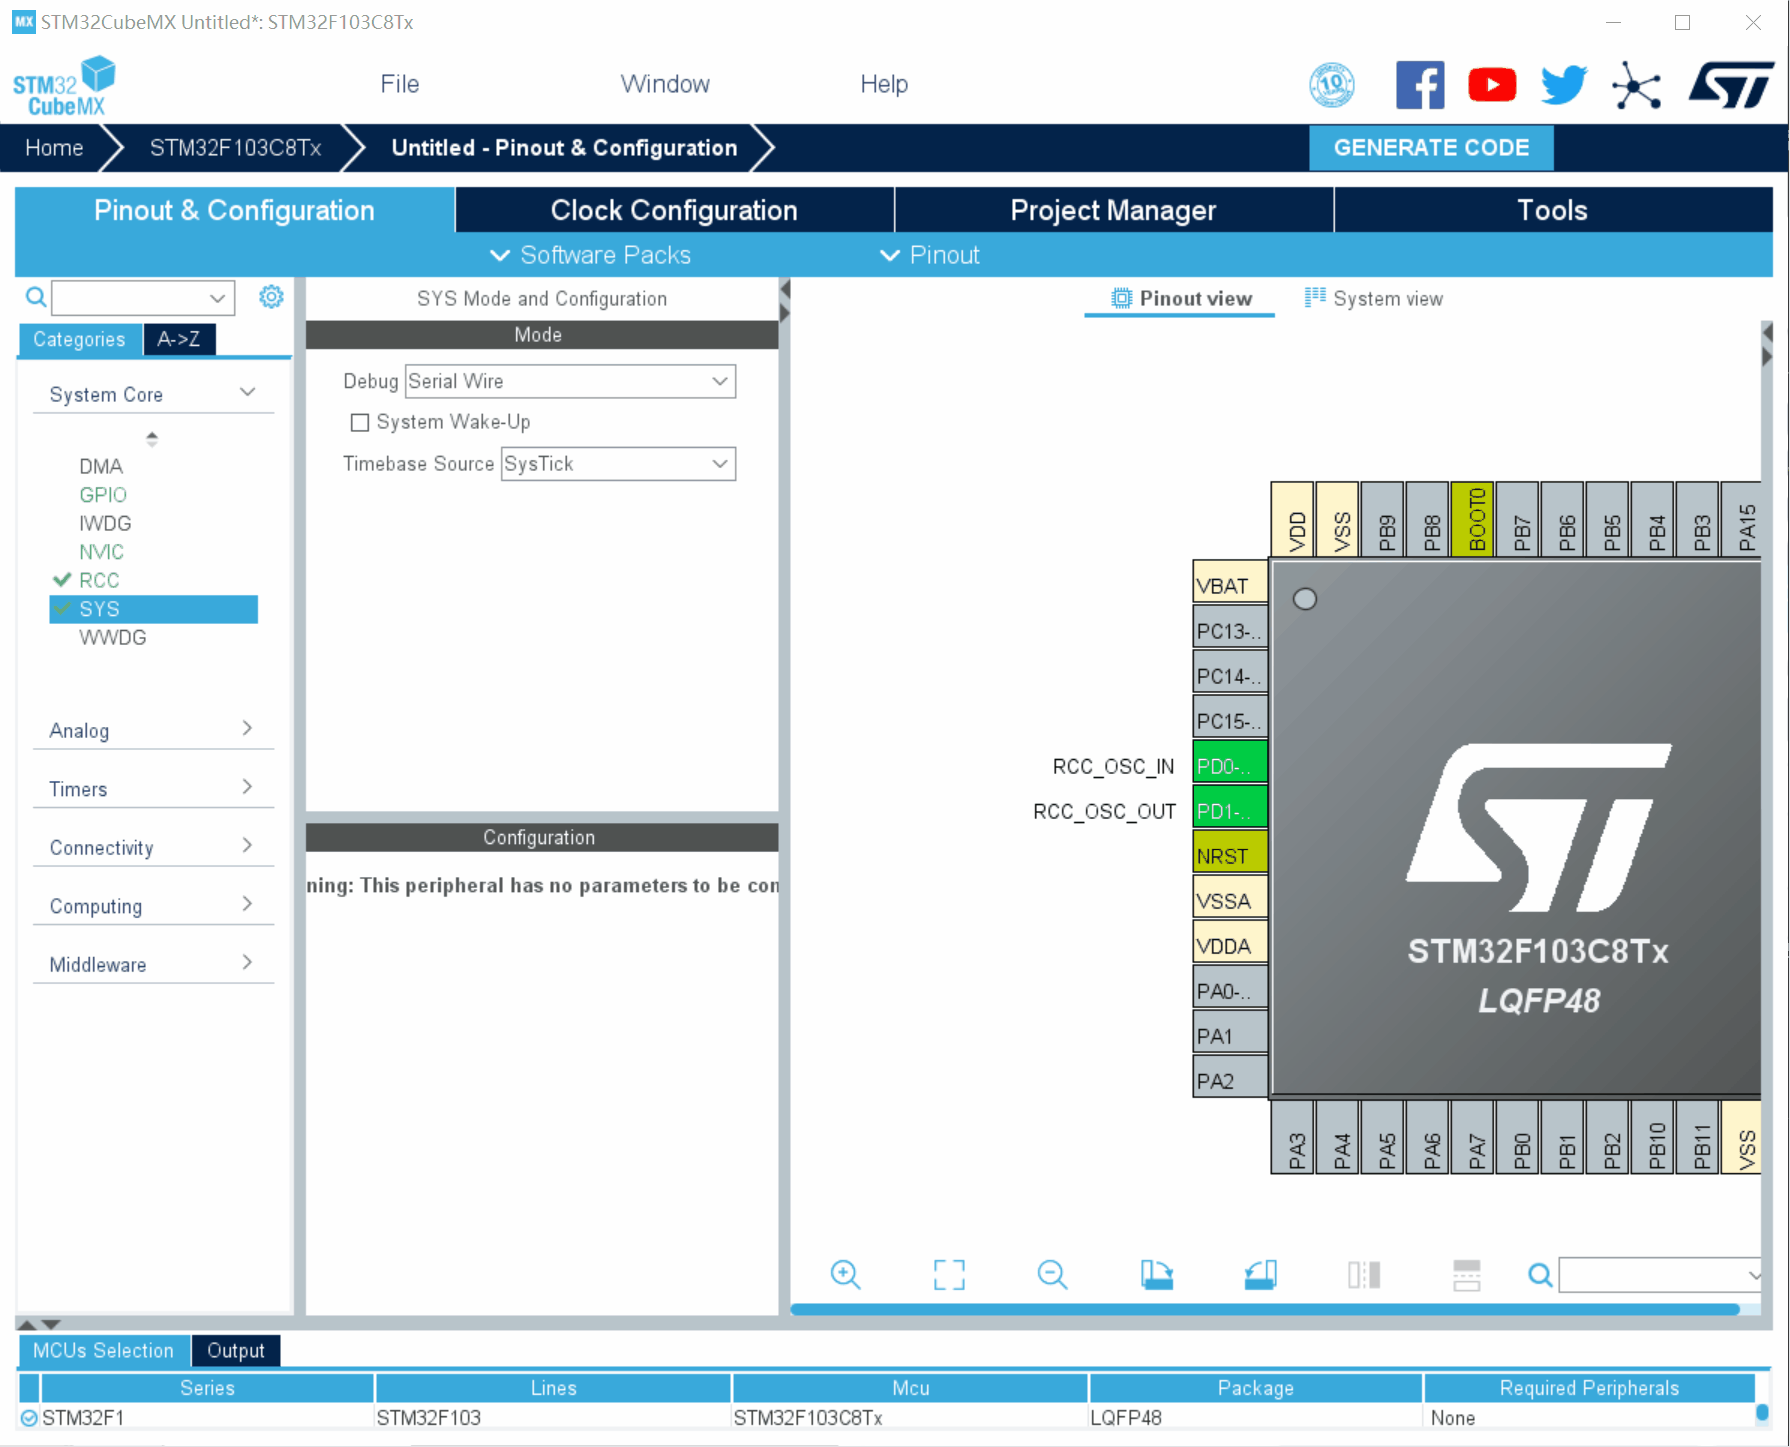 MX STM32CubeMX Untitled*: STM32F103C8Tx
STM32
CubeMX
File
Window
Help
10
ST
Home
STM32F103C8Tx
Untitled - Pinout & Configuration
GENERATE CODE
Pinout & Configuration
Clock Configuration
Project Manager
Tools
Software Packs
Pinout
Categories
A->Z
System Core
DMA
GPIO
IWDG
NVIC
RCC
SYS
WWDG
Analog
Timers
Connectivity
Computing
Middleware
SYS Mode and Configuration
Mode
Debug Serial Wire
System Wake-Up
Timebase Source SysTick
Configuration
ning: This peripheral has no parameters to be con
Pinout view
System view
VDD
VSS
PB9
PB8
BOOT0
PB7
PB6
PB5
PB4
PB3
PA15
VBAT
PC13-..
PC14-..
PC15-..
RCC_OSC_IN PD0-..
RCC_OSC_OUT PD1-..
NRST
VSSA
VDDA
PA0-..
PA1
PA2
ST
STM32F103C8Tx
LQFP48
PA3
PA4
PA5
PA6
PA7
PB0
PB1
PB2
PB10
PB11
VSS
MCUs Selection
Output
Series Lines Mcu Package Required Peripherals
STM32F1 STM32F103 STM32F103C8Tx LQFP48 None